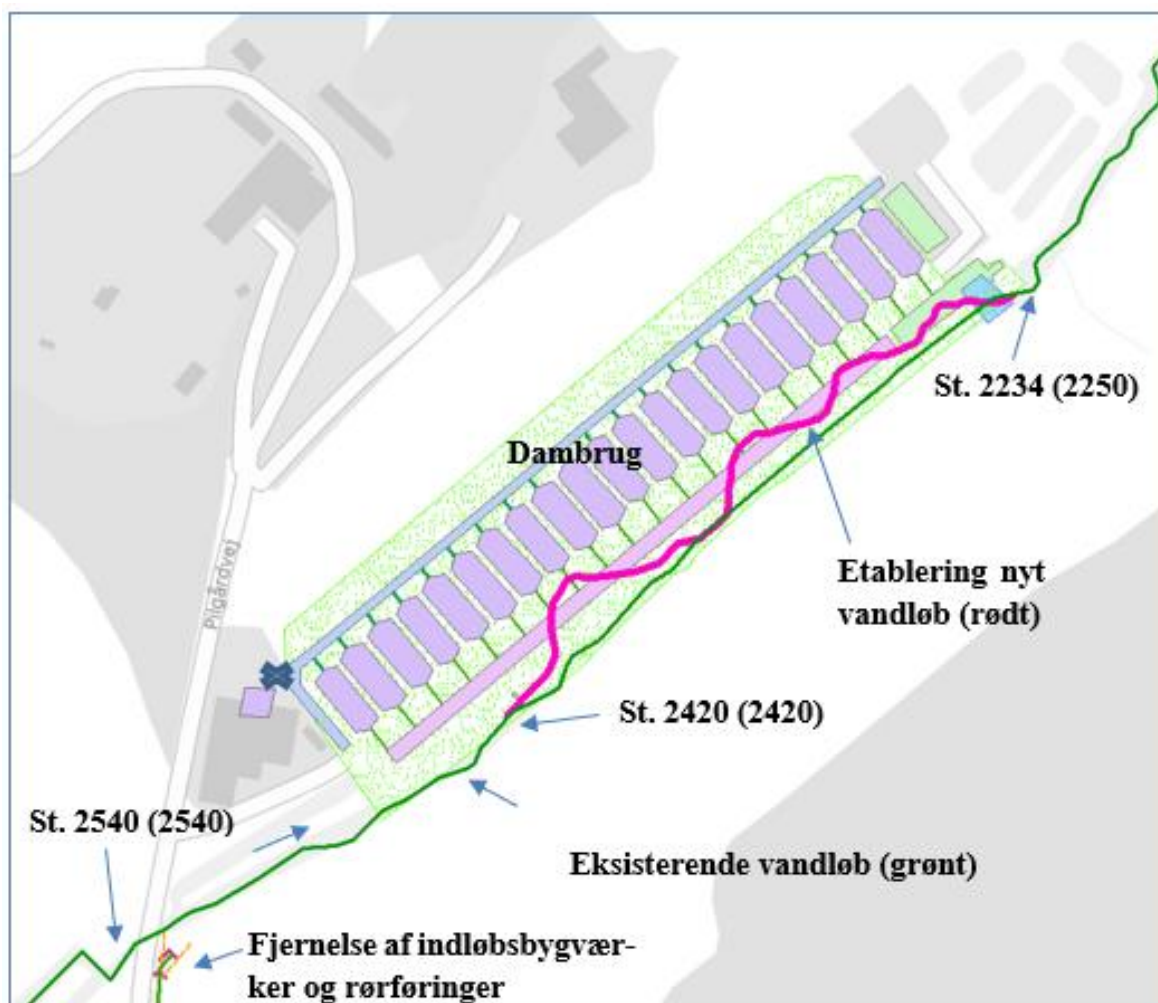 St. 2234 (2250)
Dambrug
Etablering nyt
vandløb (rødt)
Pilgårdvej
St. 2420 (2420)
St. 2540 (2540)
Eksisterende vandløb (grønt)
Fjernelse af indløbsbygvær-
ker og rørføringer